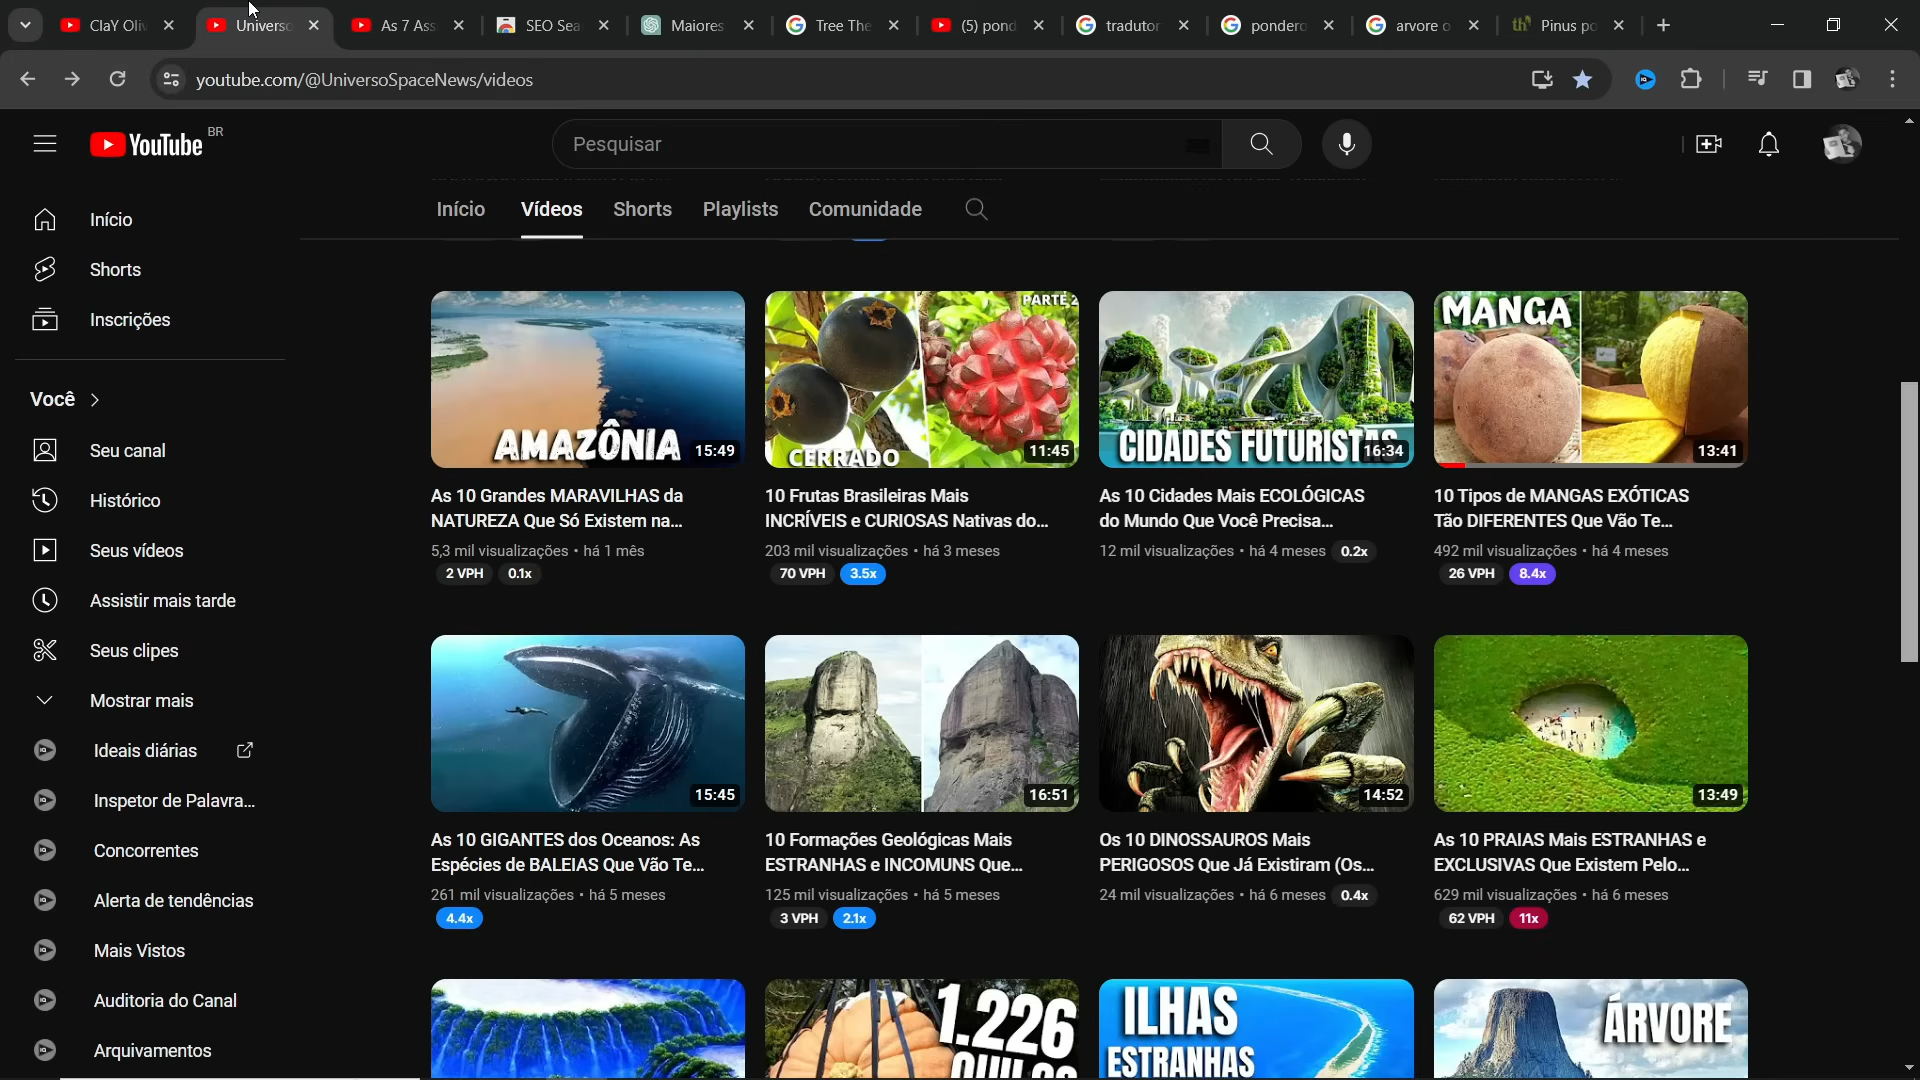 ClaY Oli
Universo
As 7 Ass
SEO Sea
Maiores
Tree The
(5) pond
tradutor
pondero
arvore o
Pinus po
youtube.com/@UniversoSpaceNews/videos
YouTube BR
Pesquisar
Início
Vídeos
Shorts
Playlists
Comunidade
Início
Shorts
Inscrições
Você
Seu canal
Histórico
Seus vídeos
Assistir mais tarde
Seus clipes
Mostrar mais
Ideais diárias
Inspetor de Palavra...
Concorrentes
Alerta de tendências
Mais Vistos
Auditoria do Canal
Arquivamentos
AMAZÔNIA
15:49
As 10 Grandes MARAVILHAS da
NATUREZA Que Só Existem na...
5,3 mil visualizações • há 1 mês
2 VPH 0.1x
PARTE 2
CERRADO
11:45
10 Frutas Brasileiras Mais
INCRÍVEIS e CURIOSAS Nativas do...
203 mil visualizações • há 3 meses
70 VPH 3.5x
CIDADES FUTURISTAS
16:34
As 10 Cidades Mais ECOLÓGICAS
do Mundo Que Você Precisa...
12 mil visualizações • há 4 meses 0.2x
MANGA
13:41
10 Tipos de MANGAS EXÓTICAS
Tão DIFERENTES Que Vão Te...
492 mil visualizações • há 4 meses
26 VPH 8.4x
15:45
As 10 GIGANTES dos Oceanos: As
Espécies de BALEIAS Que Vão Te...
261 mil visualizações • há 5 meses
4.4x
16:51
10 Formações Geológicas Mais
ESTRANHAS e INCOMUNS Que...
125 mil visualizações • há 5 meses
3 VPH 2.1x
14:52
Os 10 DINOSSAUROS Mais
PERIGOSOS Que Já Existiram (Os...
24 mil visualizações • há 6 meses 0.4x
13:49
As 10 PRAIAS Mais ESTRANHAS e
EXCLUSIVAS Que Existem Pelo...
629 mil visualizações • há 6 meses
62 VPH 11x
1.226
ILHAS
ESTRANHAS
ÁRVORE